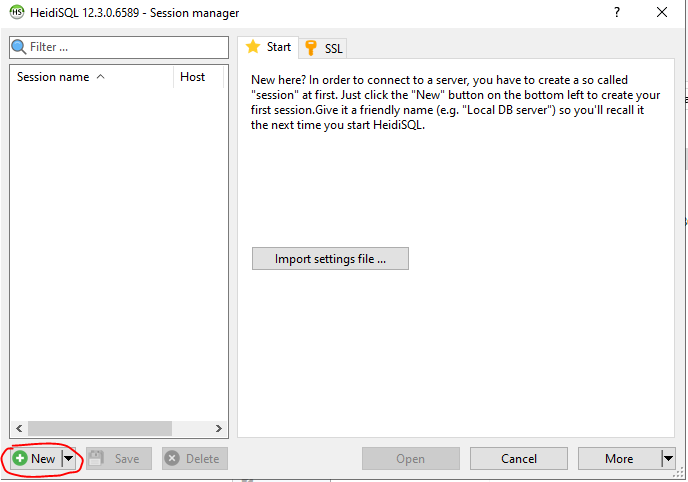 HS HeidiSQL 12.3.0.6589 - Session manager ?
Filter ...
Session name Host
Start SSL
New here? In order to connect to a server, you have to create a so called
"session" at first. Just click the "New" button on the bottom left to create your
first session.Give it a friendly name (e.g. "Local DB server") so you'll recall it
the next time you start HeidiSQL.
Import settings file ...
New Save Delete Open Cancel More